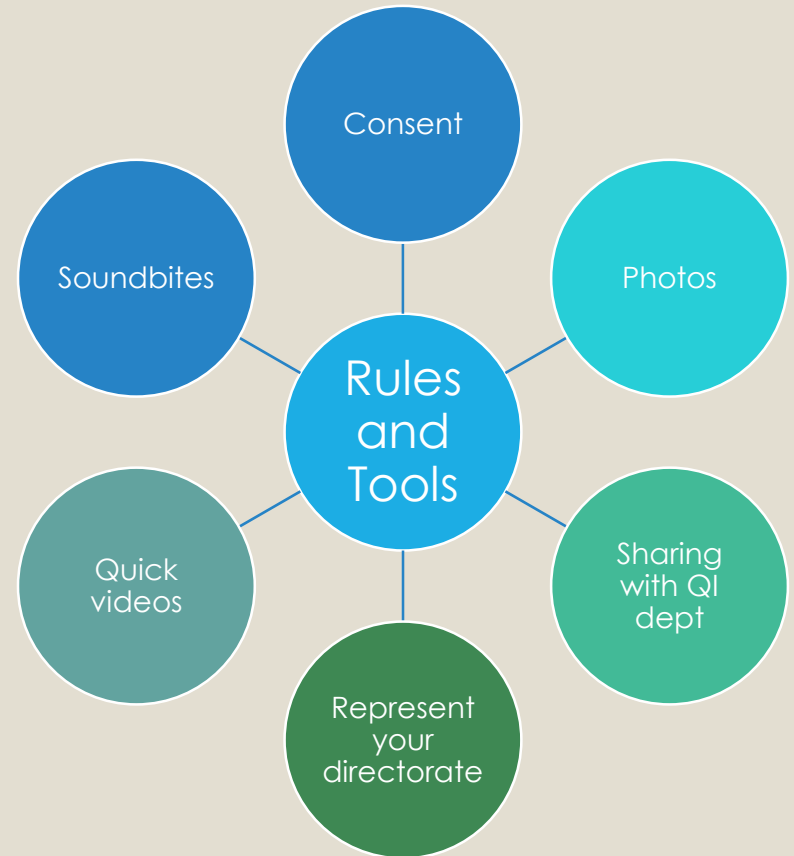 Consent
Soundbites
Photos
Rules
and
Tools
Quick
videos
Sharing
with QI
dept
Represent
your
directorate